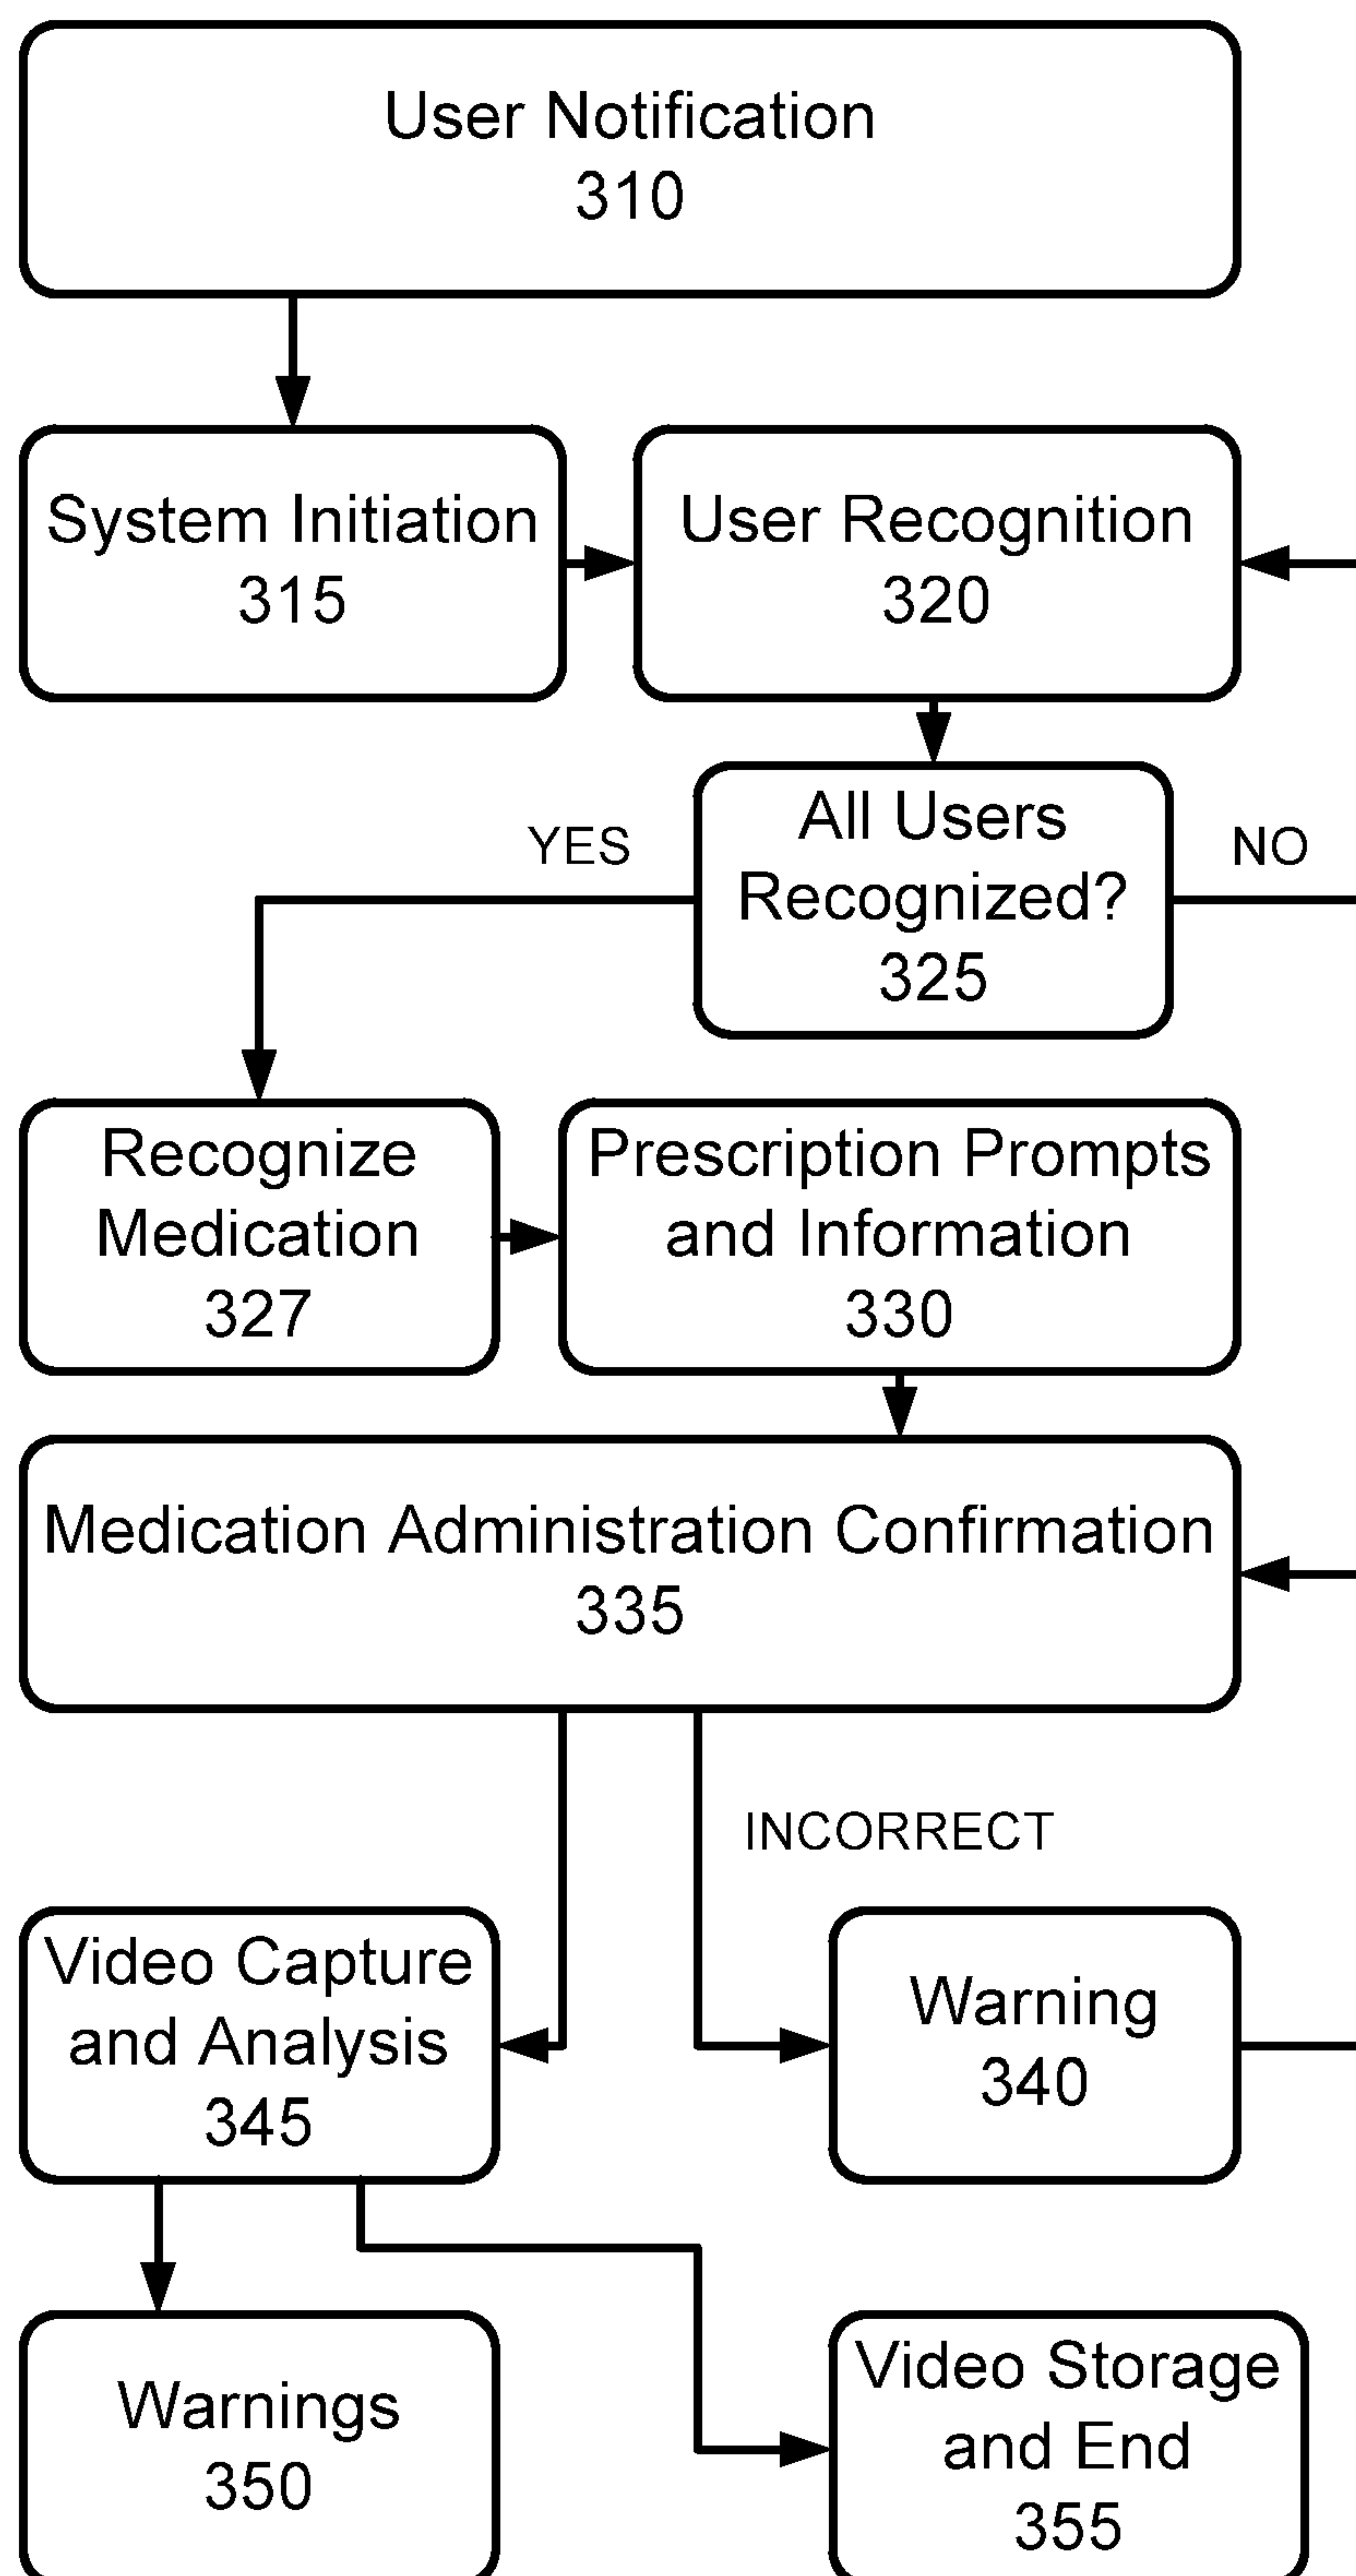 User Notification
310
System Initiation
315
User Recognition
320
All Users
Recognized?
325
YES
NO
Recognize
Medication
327
Prescription Prompts
and Information
330
Medication Administration Confirmation
335
INCORRECT
Video Capture
and Analysis
345
Warning
340
Warnings
350
Video Storage
and End
355